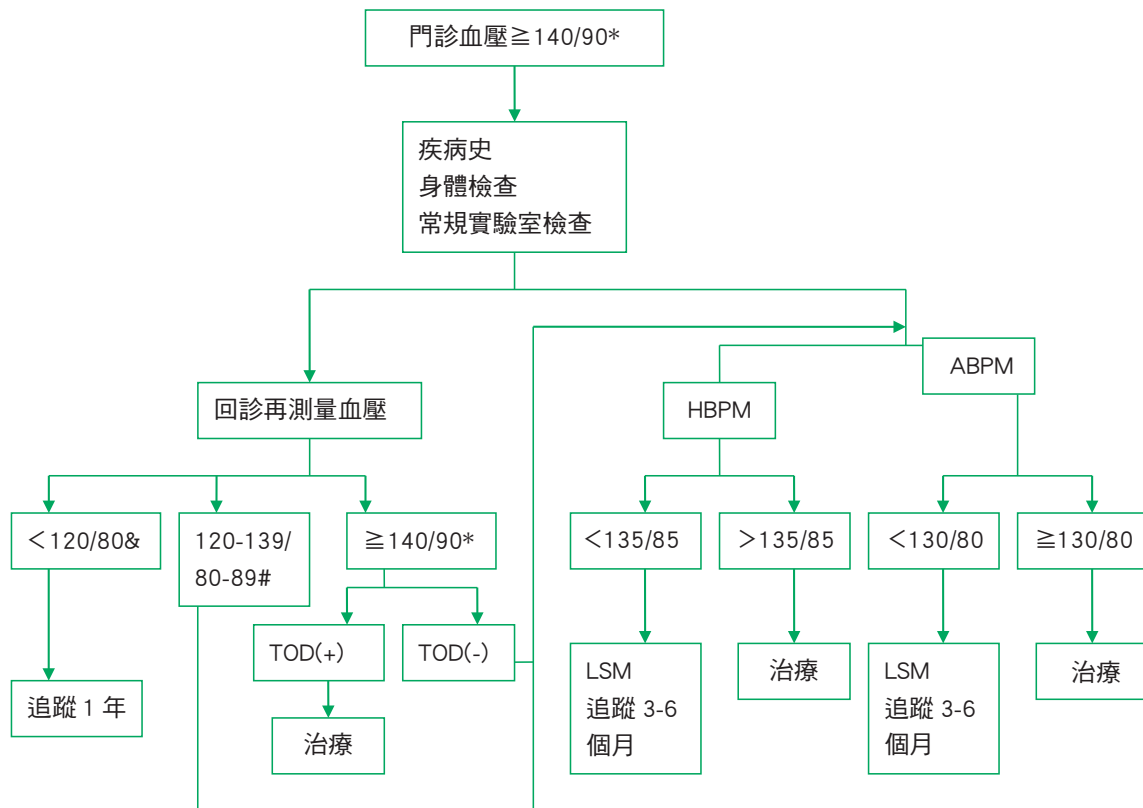 門診血壓≧140/90*
疾病史
身體檢查
常規實驗室檢查
ABPM
HBPM
回診再測量血壓
＜120/80&
120-139/
80-89#
≧140/90*
<135/85
＞135/85
<130/80
≧130/80
TOD(+)
TOD(-)
LSM
追蹤 3-6
個月
治療
LSM
追蹤 3-6
個月
治療
追蹤 1 年
治療